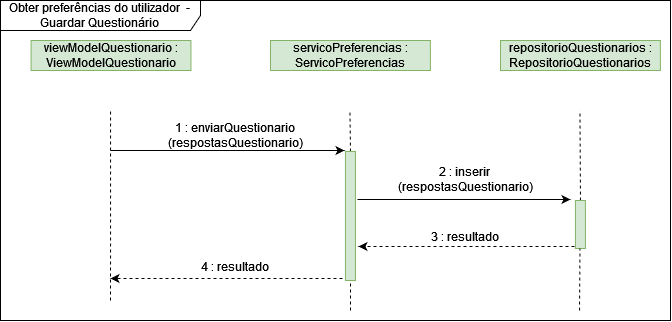 Obter preferências do utilizador -
Guardar Questionário
viewModelQuestionario :
ViewModelQuestionario
servicoPreferencias :
ServicoPreferencias
repositorioQuestionarios :
RepositorioQuestionarios
1 : enviarQuestionario
(respostasQuestionario)
2 : inserir
(respostasQuestionario)
3 : resultado
4 : resultado